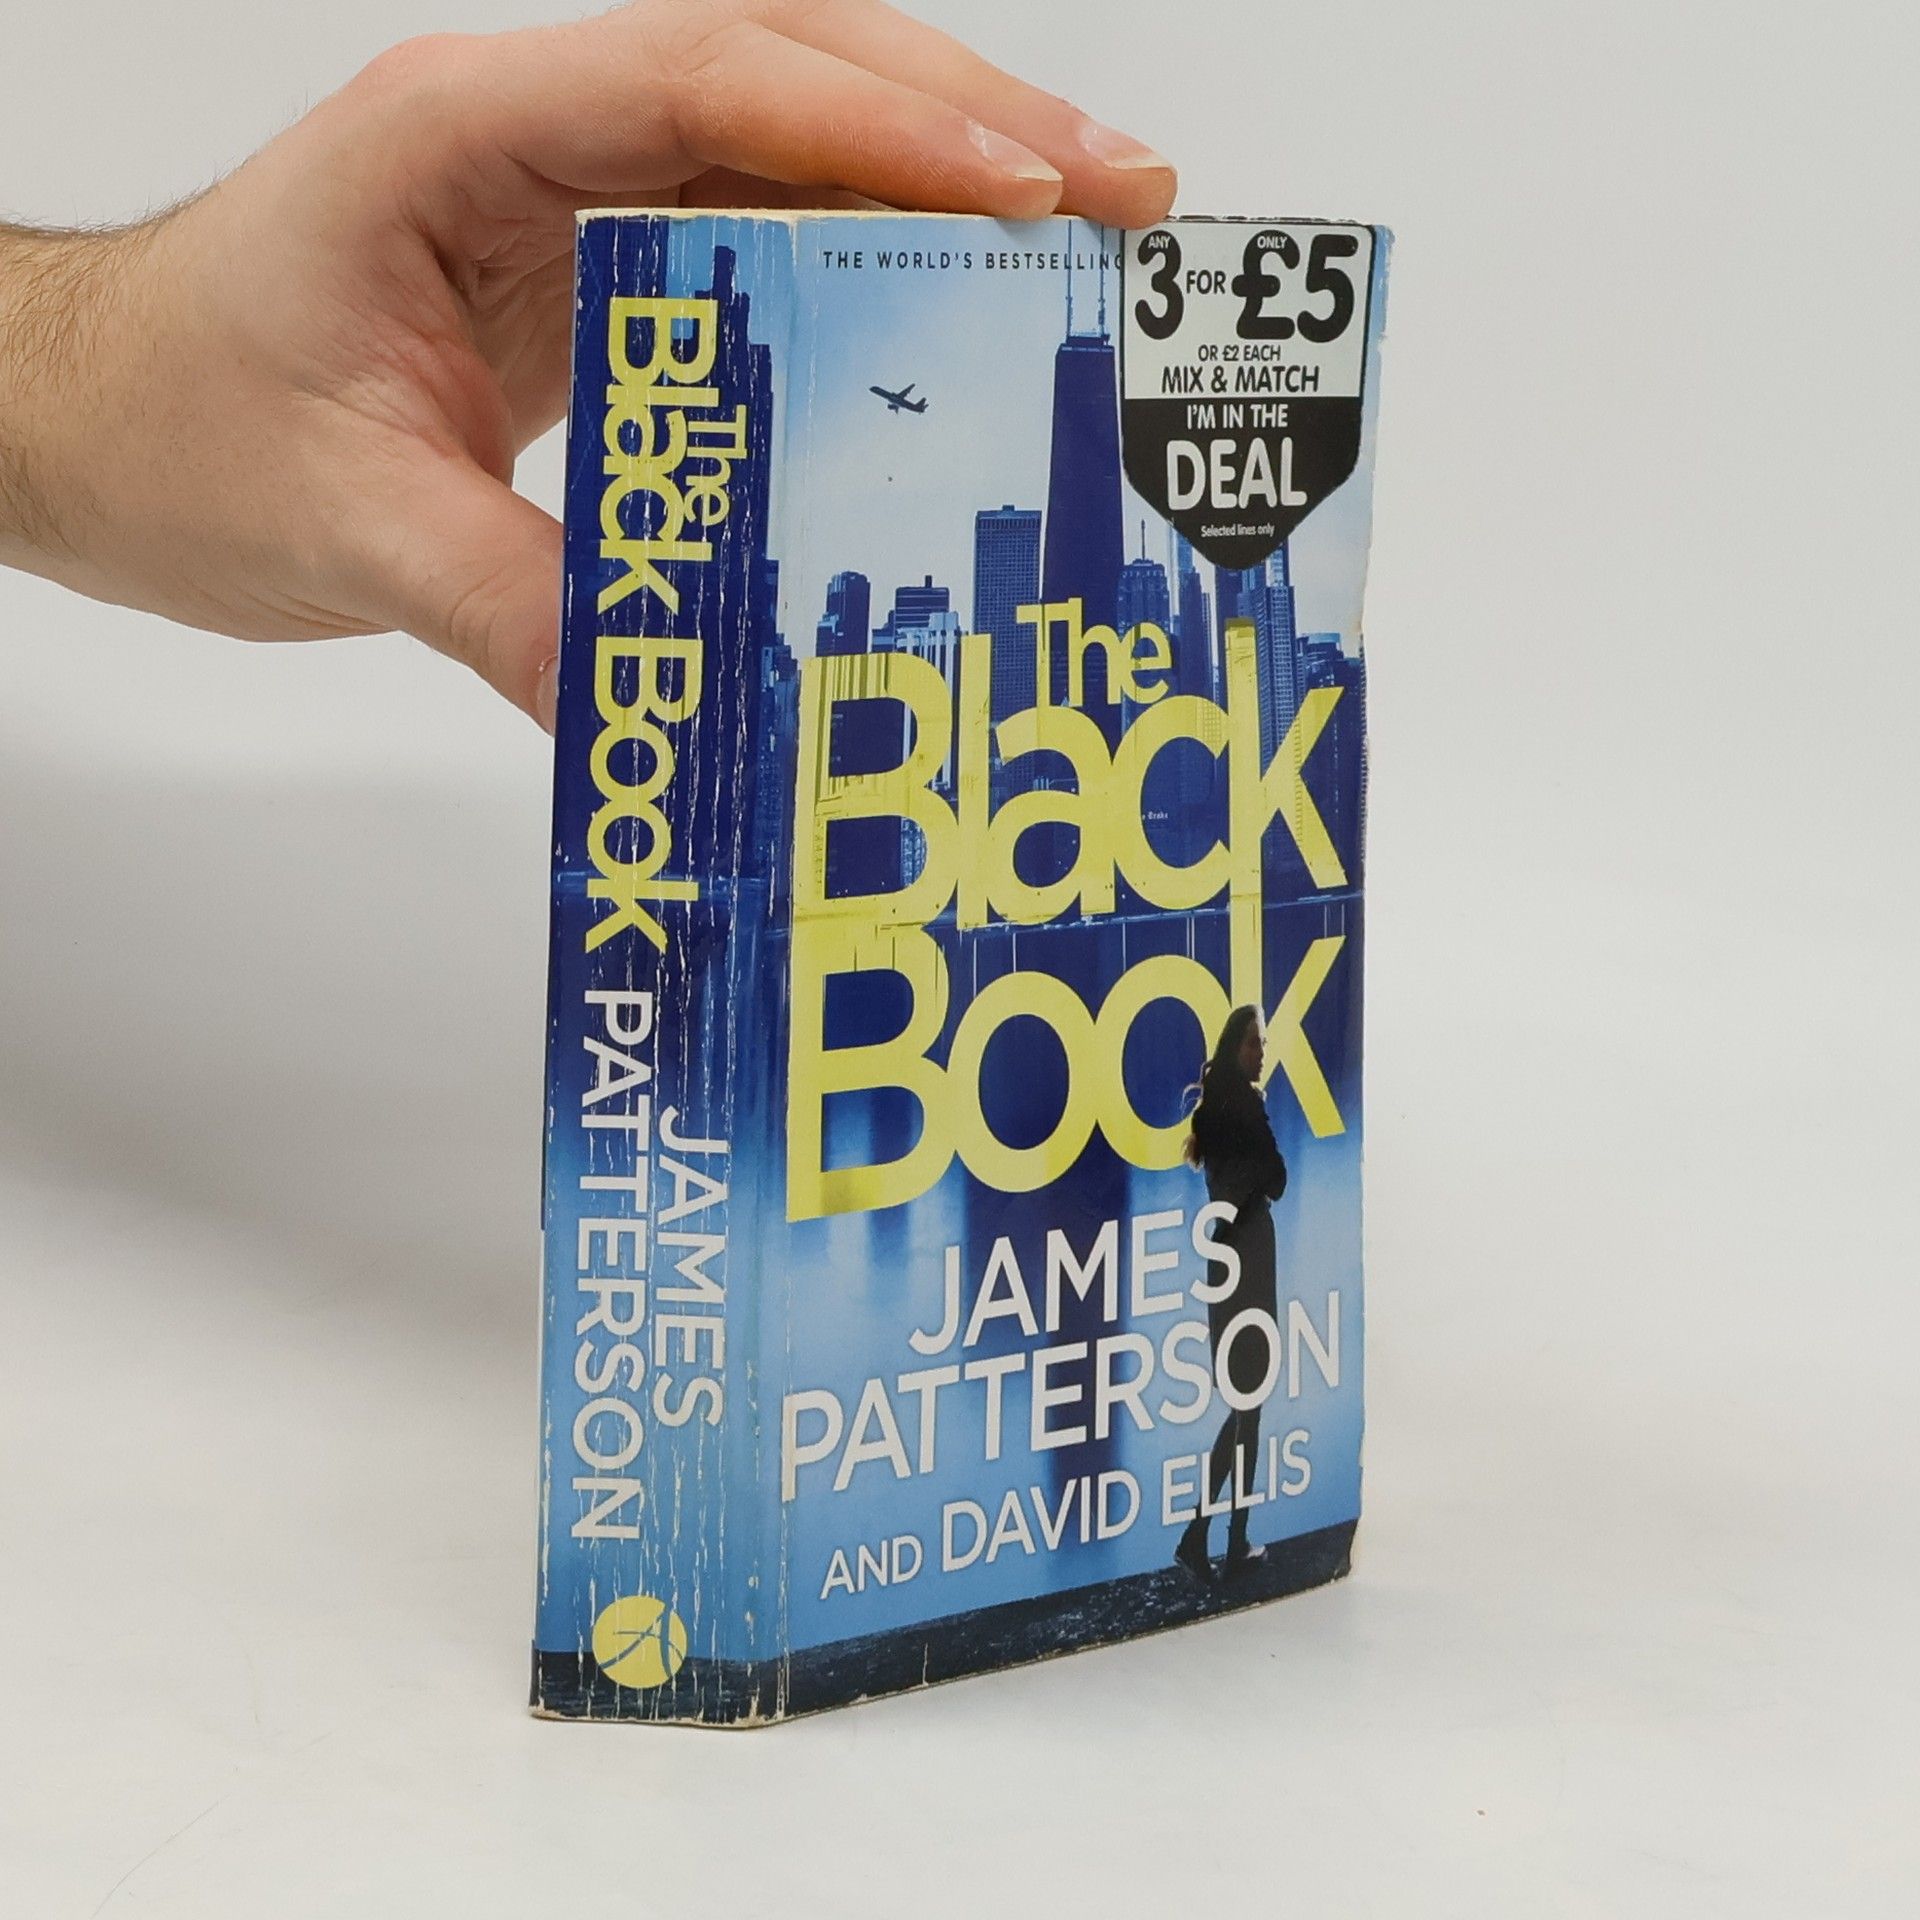 The
Black Book
JAMES
PATTERSON
THE WORLD'S BESTSELLING
ANY
3 FOR
ONLY
£5
OR £2 EACH
MIX & MATCH
I'M IN THE
DEAL
Selected lines only
The
Black
Book
JAMES
PATTERSON
AND DAVID ELLIS